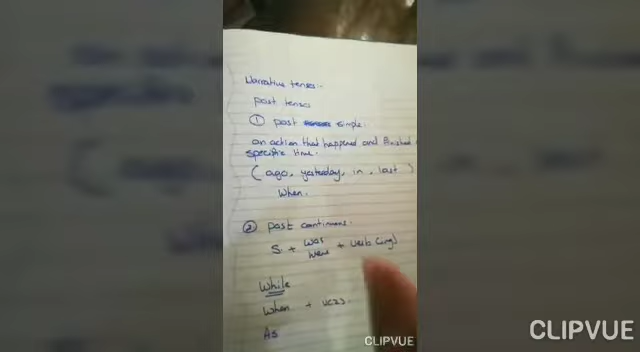 Narrative tenses:-
past tenses
① past simple:
an action that happened and finished
specific time.
( ago, yesterday, in, last )
When.
② past continuous.
S. + was
were + verb (ing)
While
When +
As
CLIPVUE
CLIPVUE